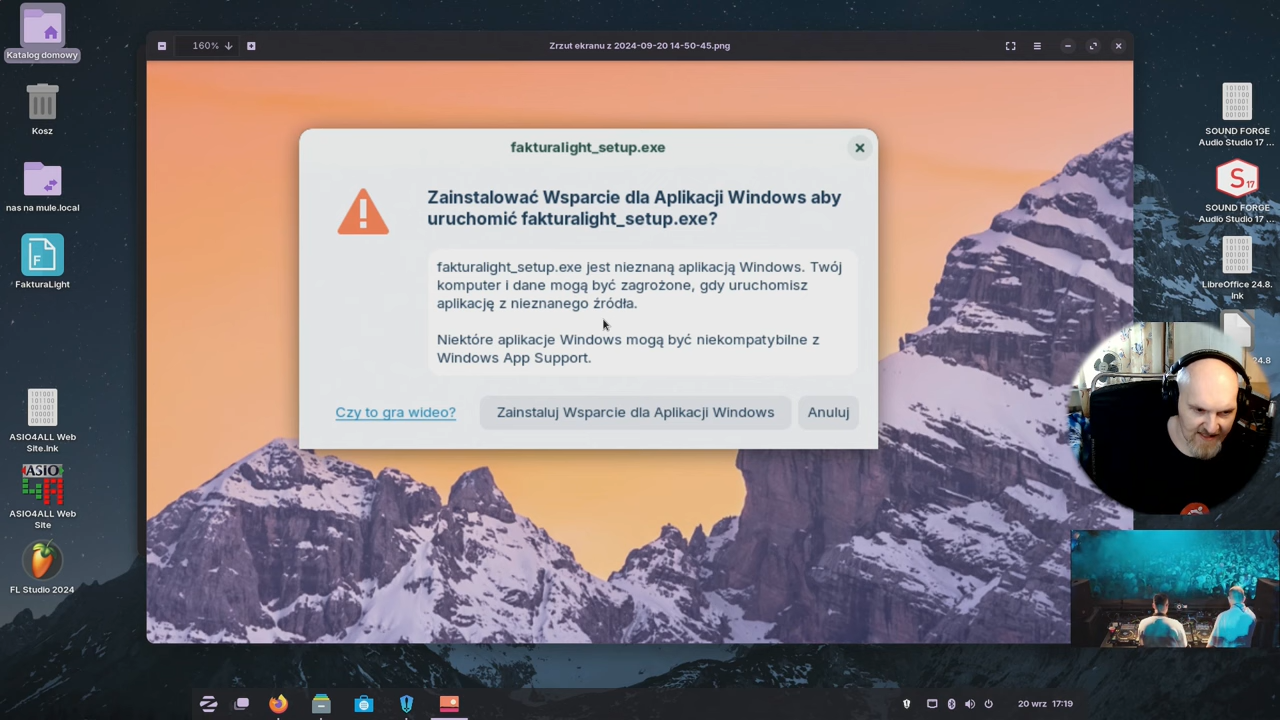 160%
Zrzut ekranu z 2024-09-20 14-50-45.png
Katalog domowy
Kosz
nas na mule.local
FakturaLight
ASIO4ALL Web
Site.lnk
ASIO
ASIO4ALL Web
Site
FL Studio 2024
fakturalight_setup.exe
Zainstalować Wsparcie dla Aplikacji Windows aby
uruchomić fakturalight_setup.exe?
fakturalight_setup.exe jest nieznaną aplikacją Windows. Twój
komputer i dane mogą być zagrożone, gdy uruchomisz
aplikację z nieznanego źródła.
Niektóre aplikacje Windows mogą być niekompatybilne z
Windows App Support.
Czy to gra wideo?
Zainstaluj Wsparcie dla Aplikacji Windows
Anuluj
SOUND FORGE
Audio Studio 17 ...
SOUND FORGE
Audio Studio 17 ...
LibreOffice 24.8.
lnk
24.8
20 wrz 17:19